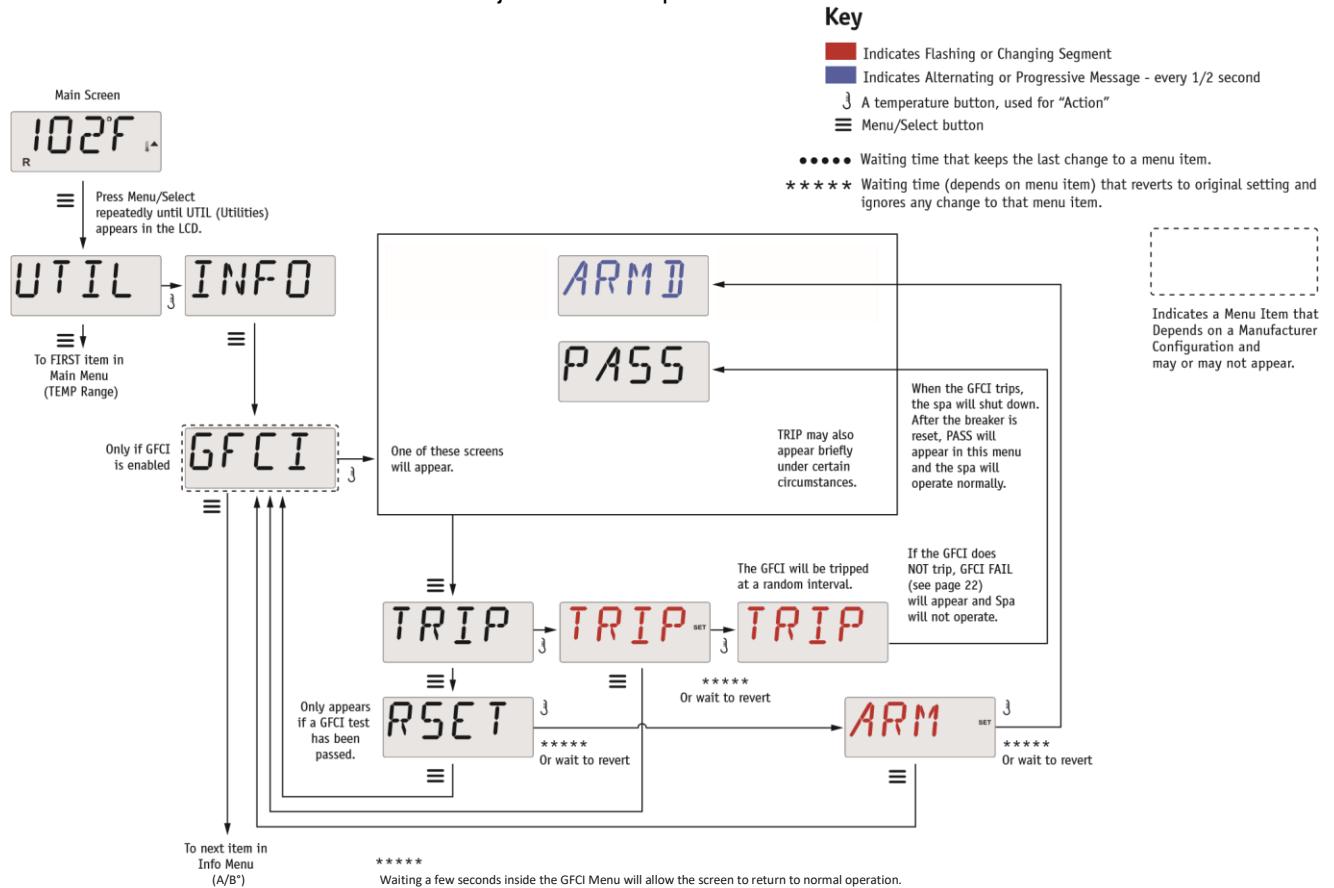 Key
Indicates Flashing or Changing Segment
Indicates Alternating or Progressive Message - every 1/2 second
A temperature button, used for “Action”
Menu/Select button
●●●●● Waiting time that keeps the last change to a menu item.
***** Waiting time (depends on menu item) that reverts to original setting and
ignores any change to that menu item.
Indicates a Menu Item that
Depends on a Manufacturer
Configuration and
may or may not appear.
Main Screen
102°F
R
Press Menu/Select
repeatedly until UTIL (Utilities)
appears in the LCD.
UTIL
INFO
To FIRST item in
Main Menu
(TEMP Range)
Only if GFCI
is enabled
GFCI
One of these screens
will appear.
ARMD
PASS
TRIP may also
appear briefly
under certain
circumstances.
When the GFCI trips,
the spa will shut down.
After the breaker is
reset, PASS will
appear in this menu
and the spa will
operate normally.
If the GFCI does
NOT trip, GFCI FAIL
(see page 22)
will appear and Spa
will not operate.
The GFCI will be tripped
at a random interval.
TRIP
TRIP SET
TRIP
*****
Or wait to revert
Only appears
if a GFCI test
has been
passed.
RSET
*****
Or wait to revert
ARM SET
*****
Or wait to revert
To next item in
Info Menu
(A/B°)
*****
Waiting a few seconds inside the GFCI Menu will allow the screen to return to normal operation.